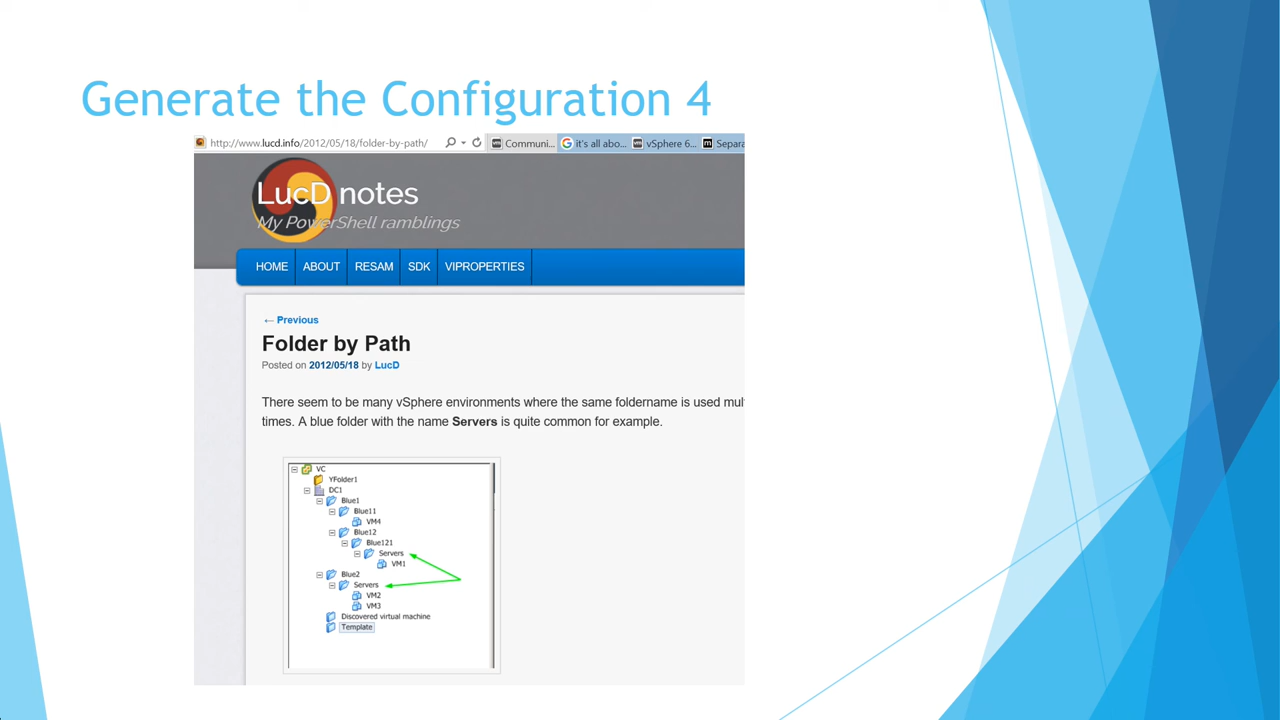 Generate the Configuration 4
http://www.lucd.info/2012/05/18/folder-by-path/ Communi... it's all abo... vSphere 6... Separa
LucD notes
My PowerShell ramblings
HOME ABOUT RESAM SDK VIPROPERTIES
← Previous
Folder by Path
Posted on 2012/05/18 by LucD
There seem to be many vSphere environments where the same foldername is used mul
times. A blue folder with the name Servers is quite common for example.
VC
YFolder1
DC1
Blue1
Blue11
VM4
Blue12
Blue121
Servers
VM1
Blue2
Servers
VM2
VM3
Discovered virtual machine
Template